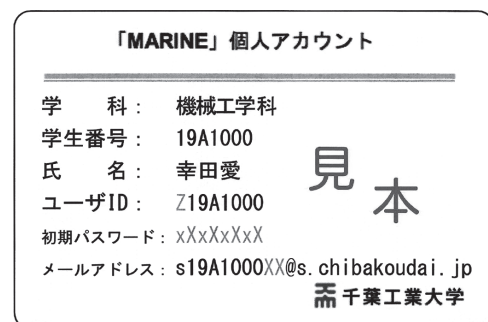 「MARINE」個人アカウント
学　科： 機械工学科
学生番号： 19A1000
氏　名： 幸田愛
ユーザID： Z19A1000
初期パスワード： xXxXxXxX
メールアドレス： s19A1000XX@s.chibakoudai.jp
見本
千葉工業大学